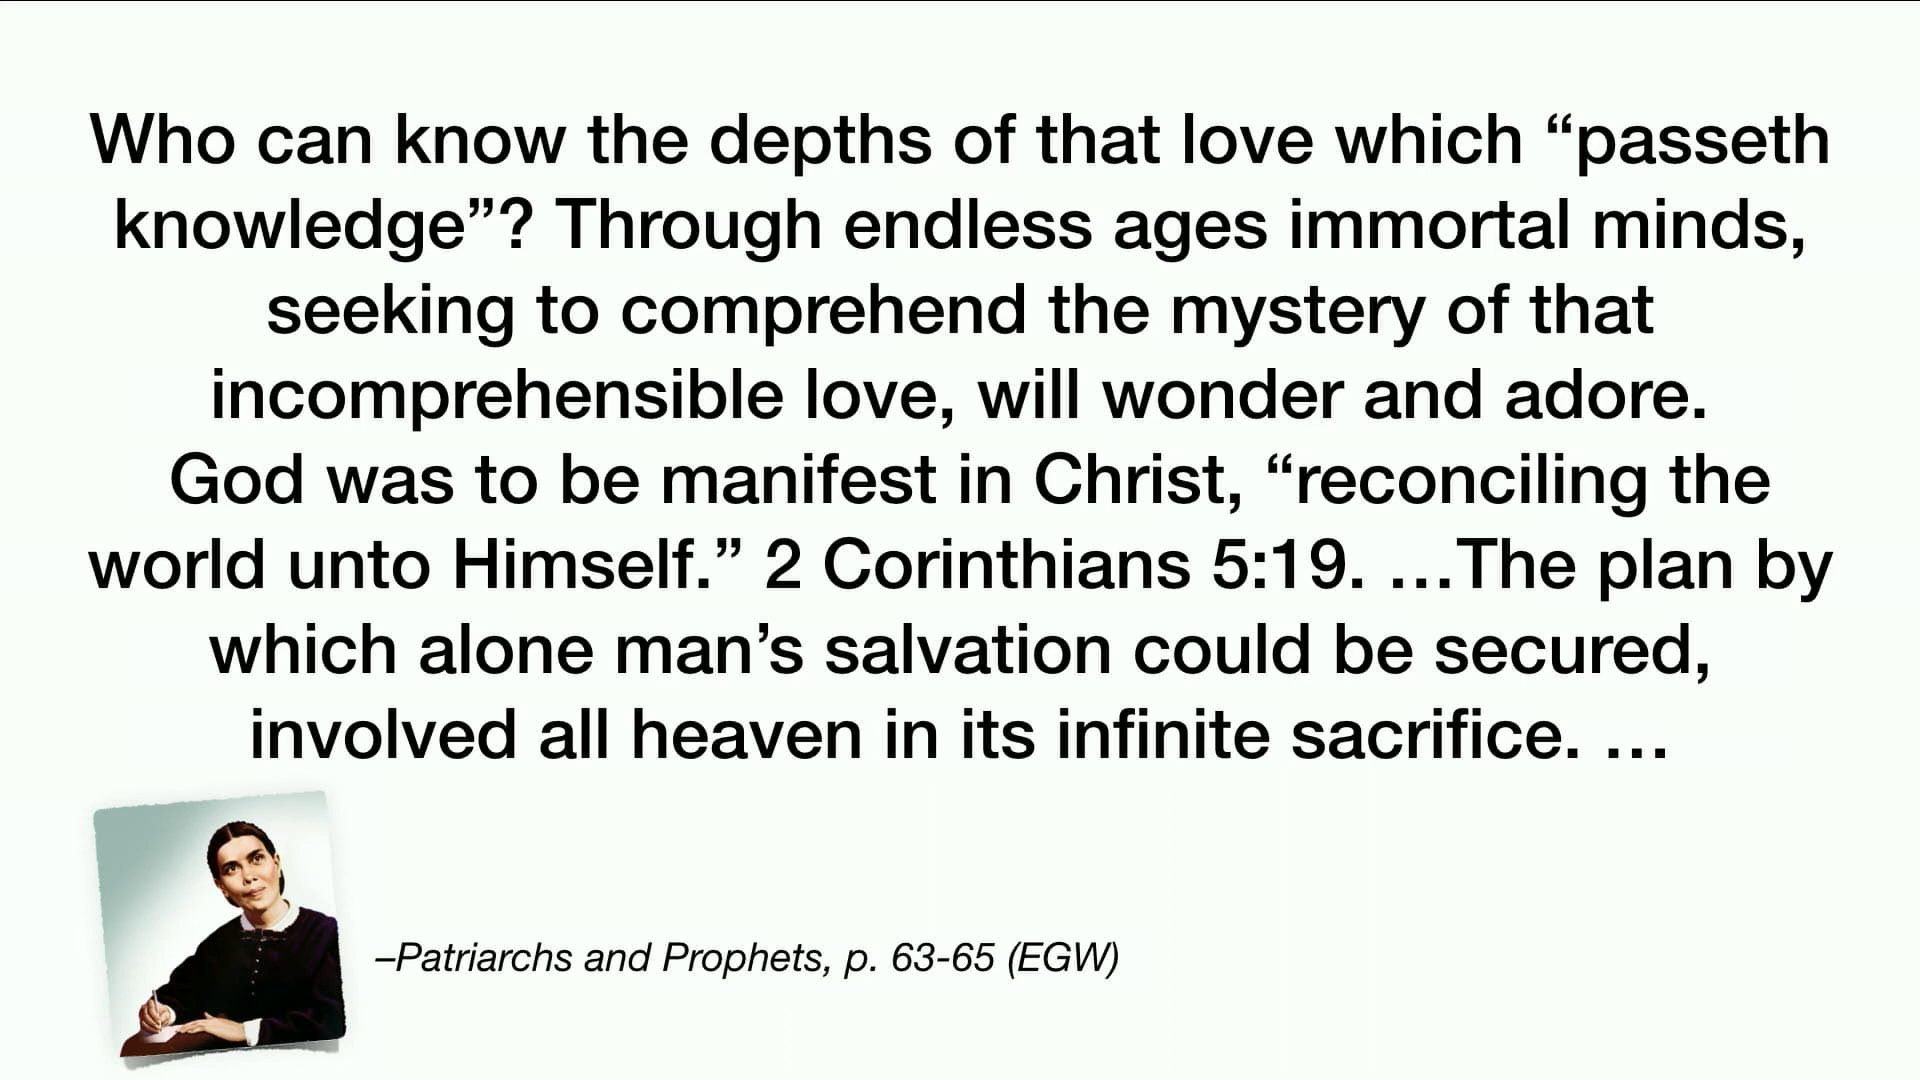 Who can know the depths of that love which “passeth
knowledge”? Through endless ages immortal minds,
seeking to comprehend the mystery of that
incomprehensible love, will wonder and adore.
God was to be manifest in Christ, “reconciling the
world unto Himself.” 2 Corinthians 5:19. …The plan by
which alone man’s salvation could be secured,
involved all heaven in its infinite sacrifice. …
–Patriarchs and Prophets, p. 63-65 (EGW)